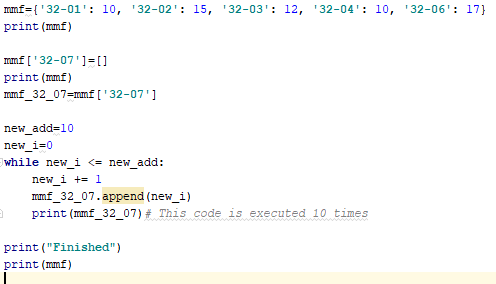 mmf={'32-01': 10, '32-02': 15, '32-03': 12, '32-04': 10, '32-06': 17}
print(mmf)

mmf['32-07']=[]
print(mmf)
mmf_32_07=mmf['32-07']

new_add=10
new_i=0
while new_i <= new_add:
    new_i += 1
    mmf_32_07.append(new_i)
    print(mmf_32_07)# This code is executed 10 times

print("Finished")
print(mmf)